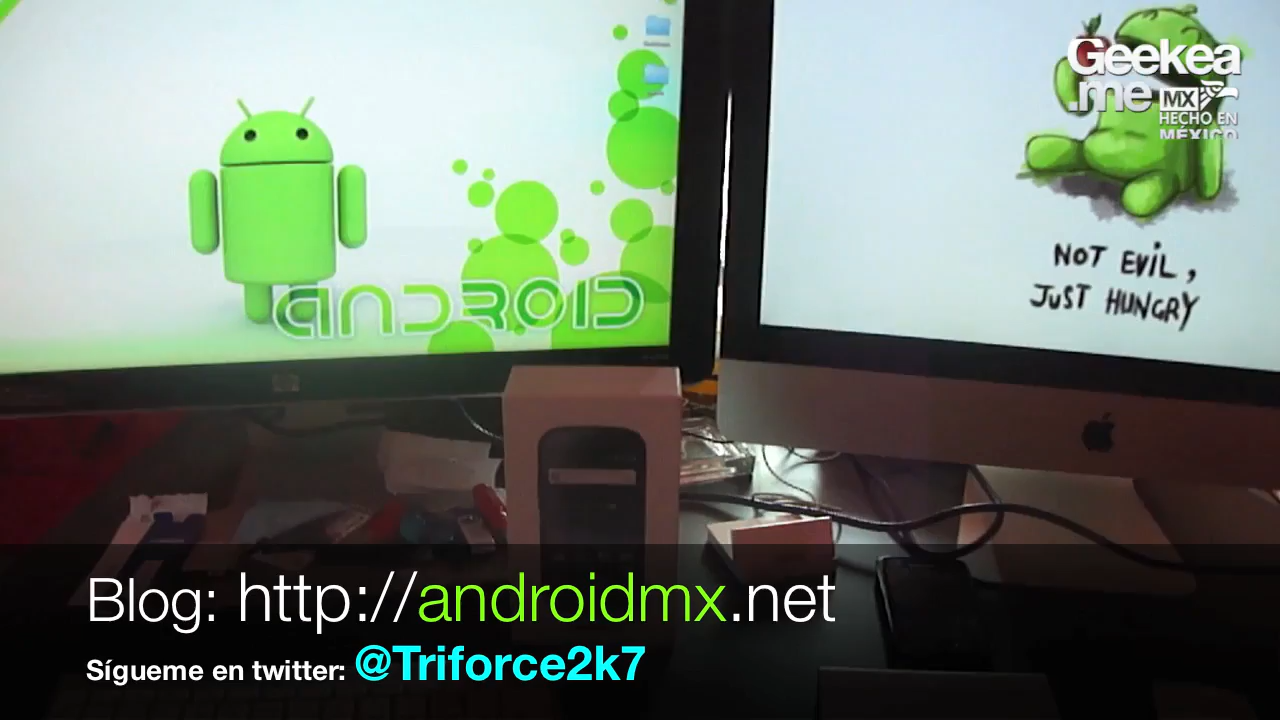 Geekea
.me MX
HECHO EN
MÉXICO
ANDROID
NOT EVIL,
JUST HUNGRY
Blog: http://androidmx.net
Sígueme en twitter: @Triforce2k7